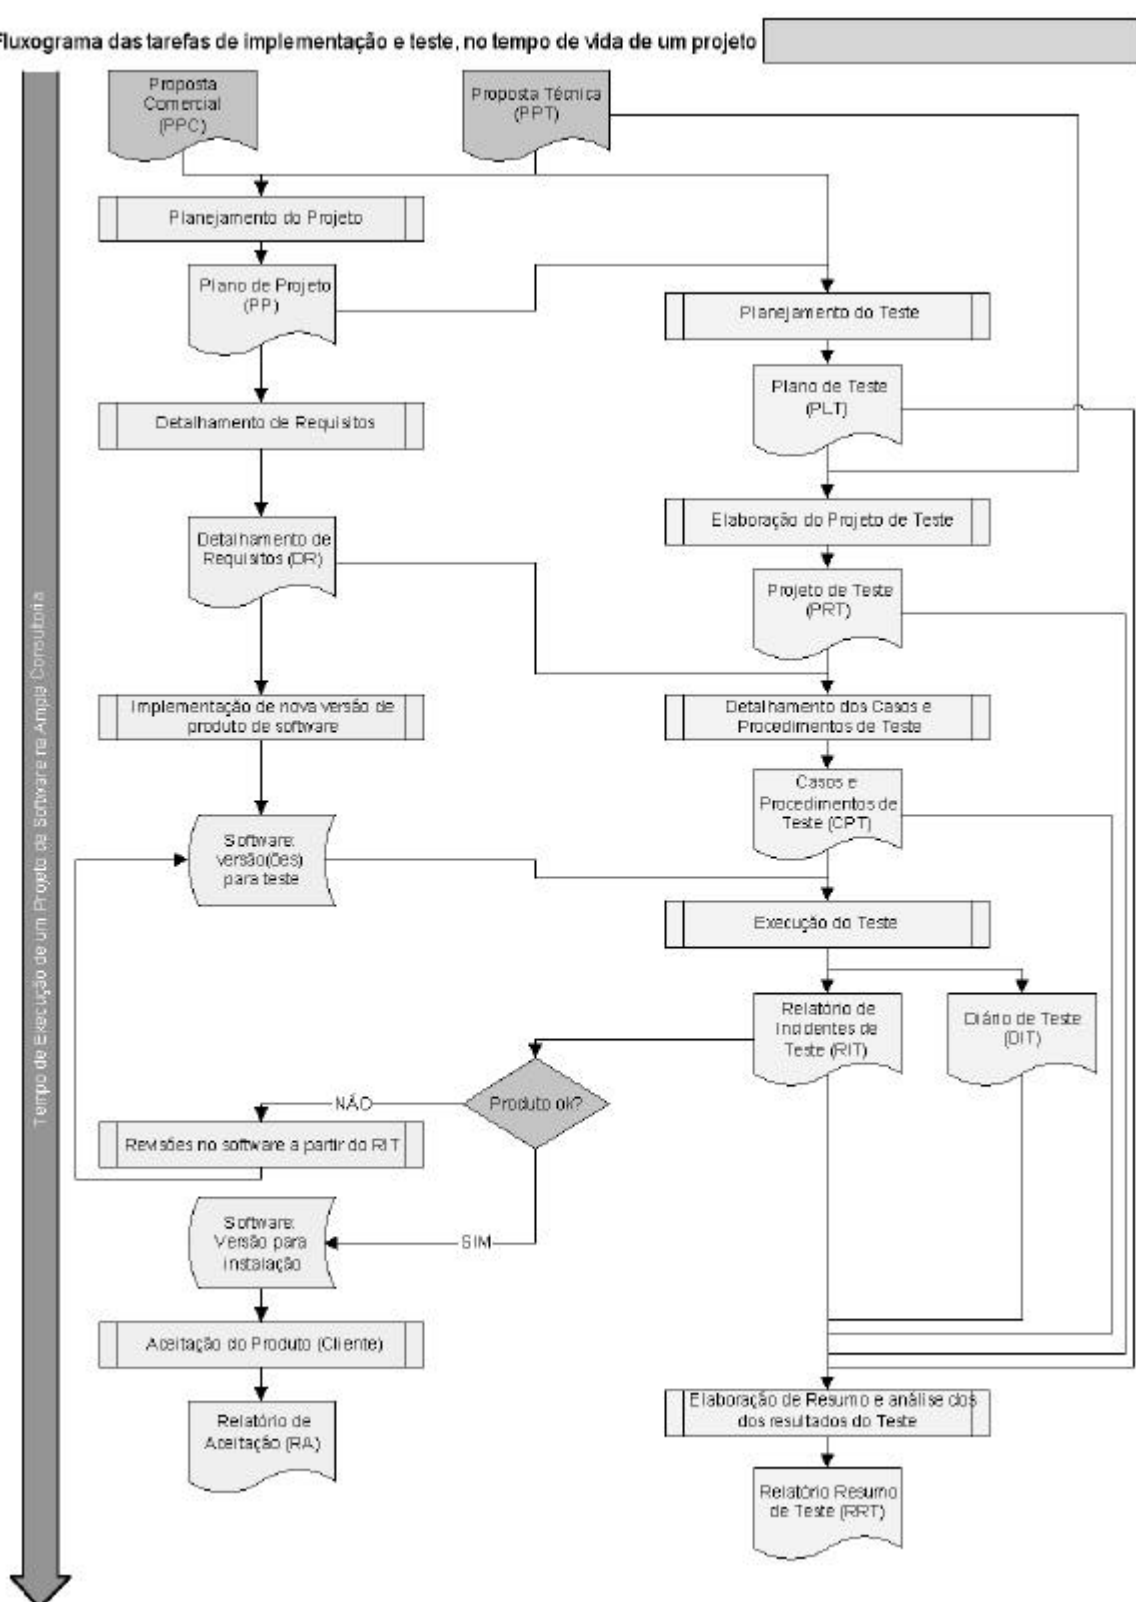 Fluxograma das tarefas de implementação e teste, no tempo de vida de um projeto
Tempo de Execução de um Projeto de Software na Ampla Consultoria
Proposta
Comercial
(PPC)
Proposta Técnica
(PPT)
Planejamento do Projeto
Plano de Projeto
(PP)
Planejamento do Teste
Plano de Teste
(PLT)
Detalhamento de Requisitos
Elaboração do Projeto de Teste
Detalhamento de
Requisitos (DR)
Projeto de Teste
(PRT)
Implementação de nova versão de
produto de software
Detalhamento dos Casos e
Procedimentos de Teste
Casos e
Procedimentos de
Teste (CPT)
Software:
versão(ões)
para teste
Execução do Teste
Relatório de
Incidentes de
Teste (RIT)
Diário de Teste
(DIT)
Produto ok?
NÃO
Revisões no software a partir do RIT
SIM
Software:
Versão para
instalação
Aceitação do Produto (Cliente)
Relatório de
Aceitação (RA)
Elaboração de Resumo e análise dos
dos resultados do Teste
Relatório Resumo
de Teste (RRT)